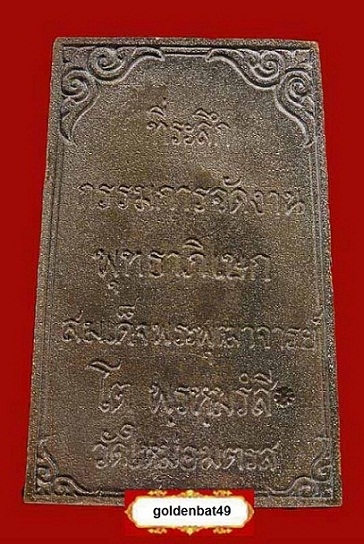 ที่ระลึก
กรรมการจัดงาน
พุทธาภิเษก
สมเด็จพระพุฒาจารย์
โต พฺรหฺมรํสี
วัดใหม่อมตรส
goldenbat49